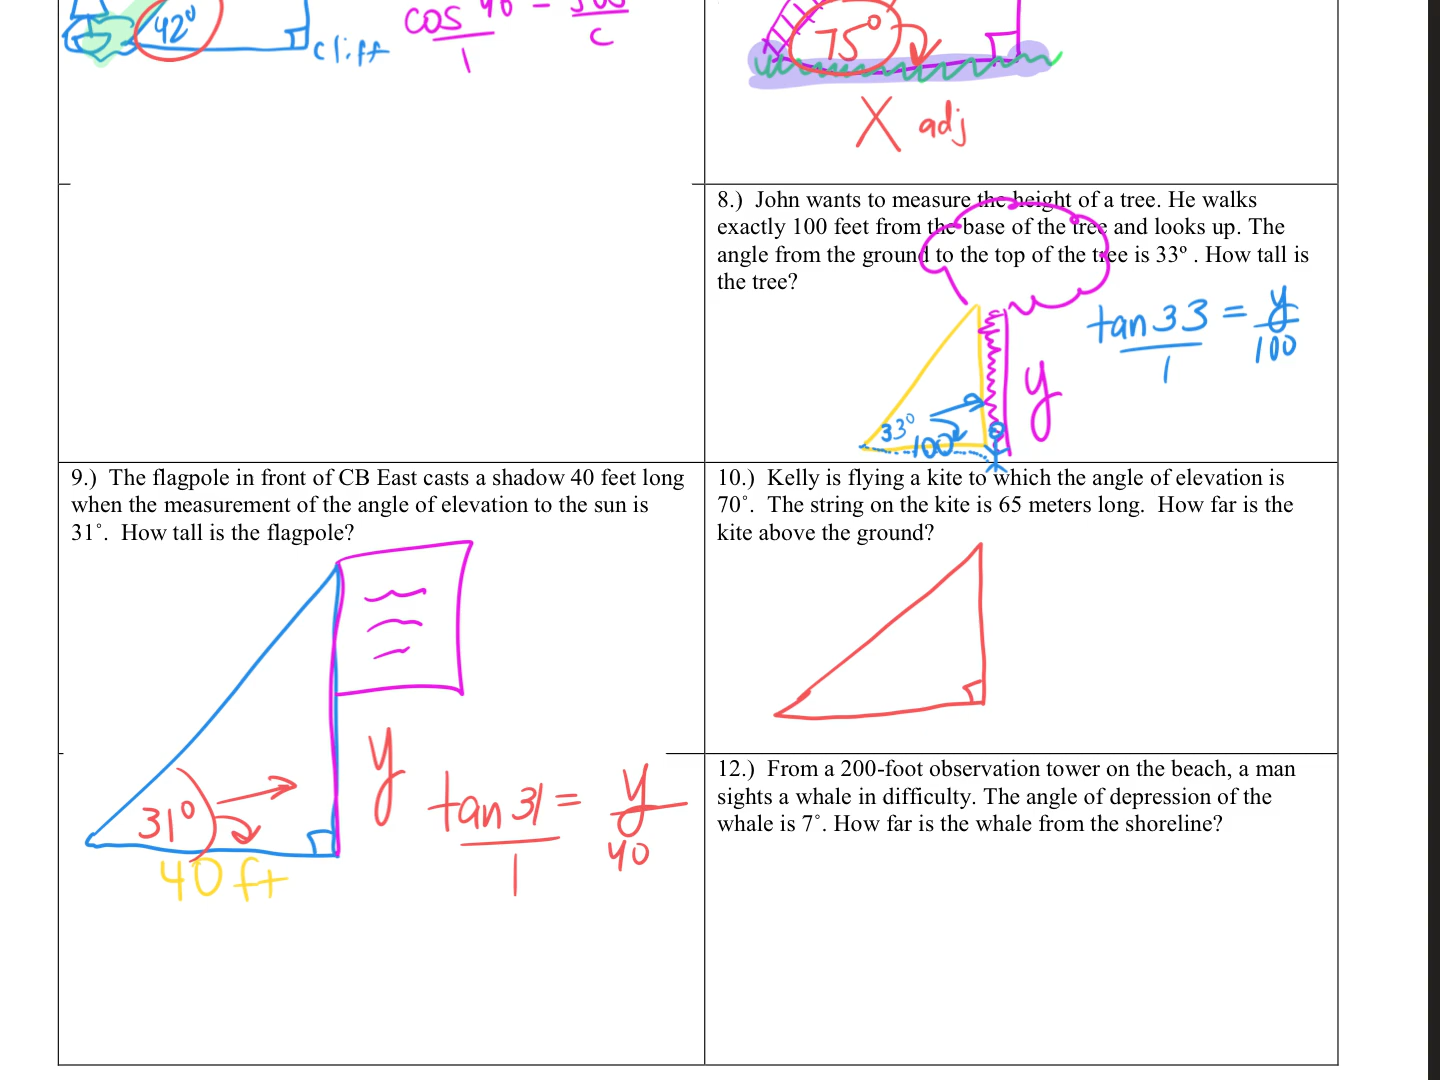 42°
cliff
cos 40 =
1
c
75°
X adj
8.) John wants to measure the height of a tree. He walks
exactly 100 feet from the base of the tree and looks up. The
angle from the ground to the top of the tree is 33º . How tall is
the tree?
tan 33 = y
1 100
y
33°
100
9.) The flagpole in front of CB East casts a shadow 40 feet long
when the measurement of the angle of elevation to the sun is
31˚. How tall is the flagpole?
y
tan 31 = y
1 40
31°
40 ft
10.) Kelly is flying a kite to which the angle of elevation is
70˚. The string on the kite is 65 meters long. How far is the
kite above the ground?
12.) From a 200-foot observation tower on the beach, a man
sights a whale in difficulty. The angle of depression of the
whale is 7˚. How far is the whale from the shoreline?